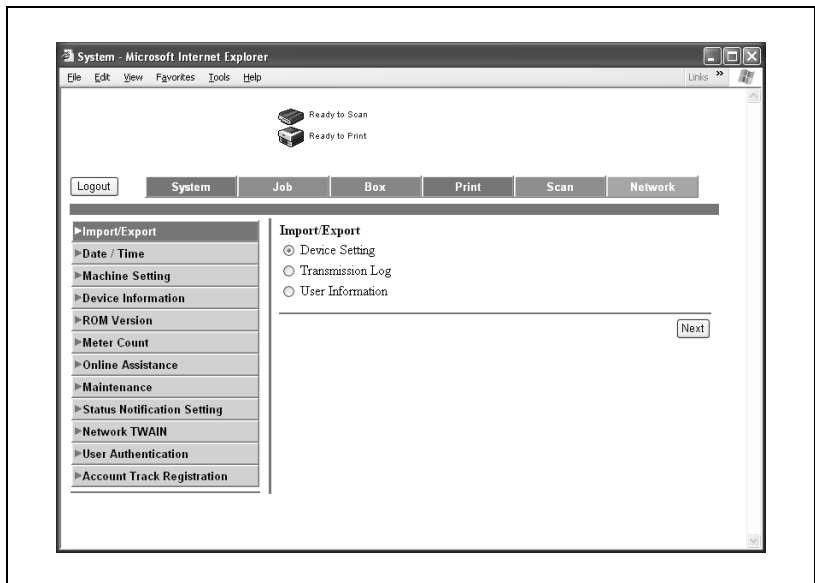 System - Microsoft Internet Explorer
File Edit View Favorites Tools Help Links »
Ready to Scan
Ready to Print
Logout System Job Box Print Scan Network
Import/Export
Date / Time
Machine Setting
Device Information
ROM Version
Meter Count
Online Assistance
Maintenance
Status Notification Setting
Network TWAIN
User Authentication
Account Track Registration
Import/Export
Device Setting
Transmission Log
User Information
Next